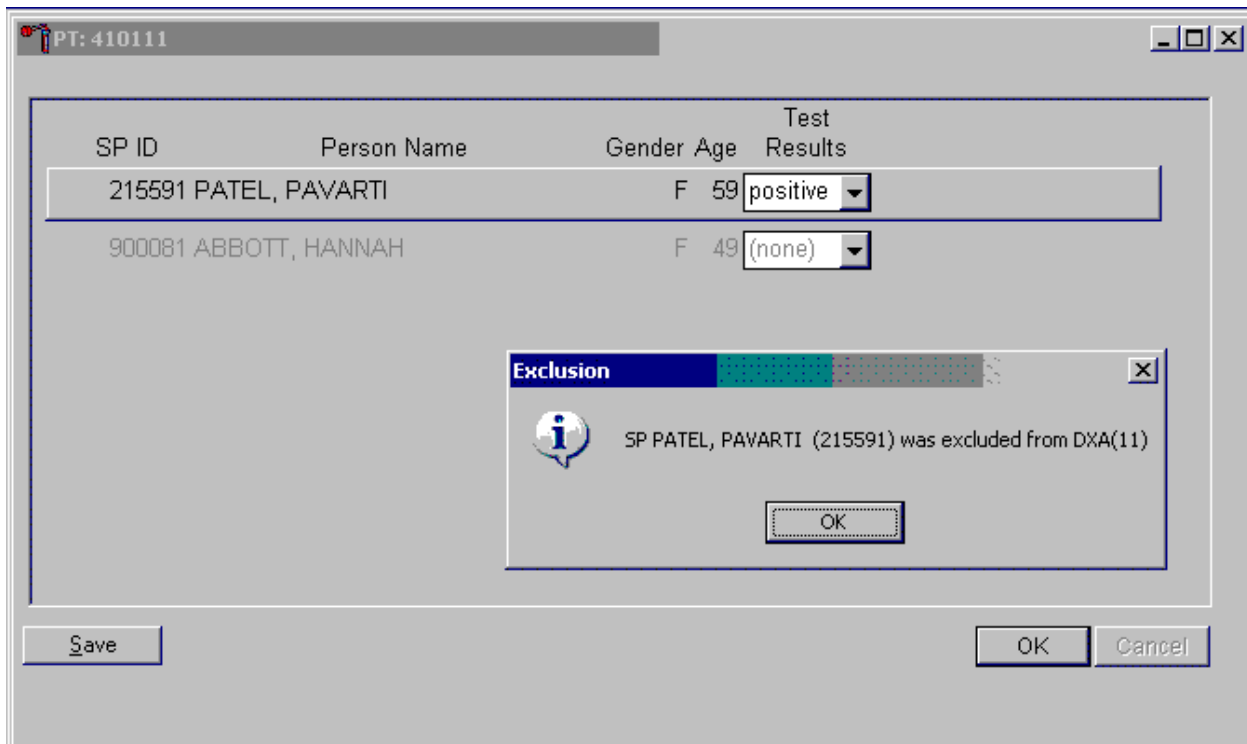 PT: 410111
Test
SP ID Person Name Gender Age Results
215591 PATEL, PAVARTI F 59 positive
900081 ABBOTT, HANNAH F 49 (none)
Exclusion
SP PATEL, PAVARTI (215591) was excluded from DXA(11)
OK
Save OK Cancel